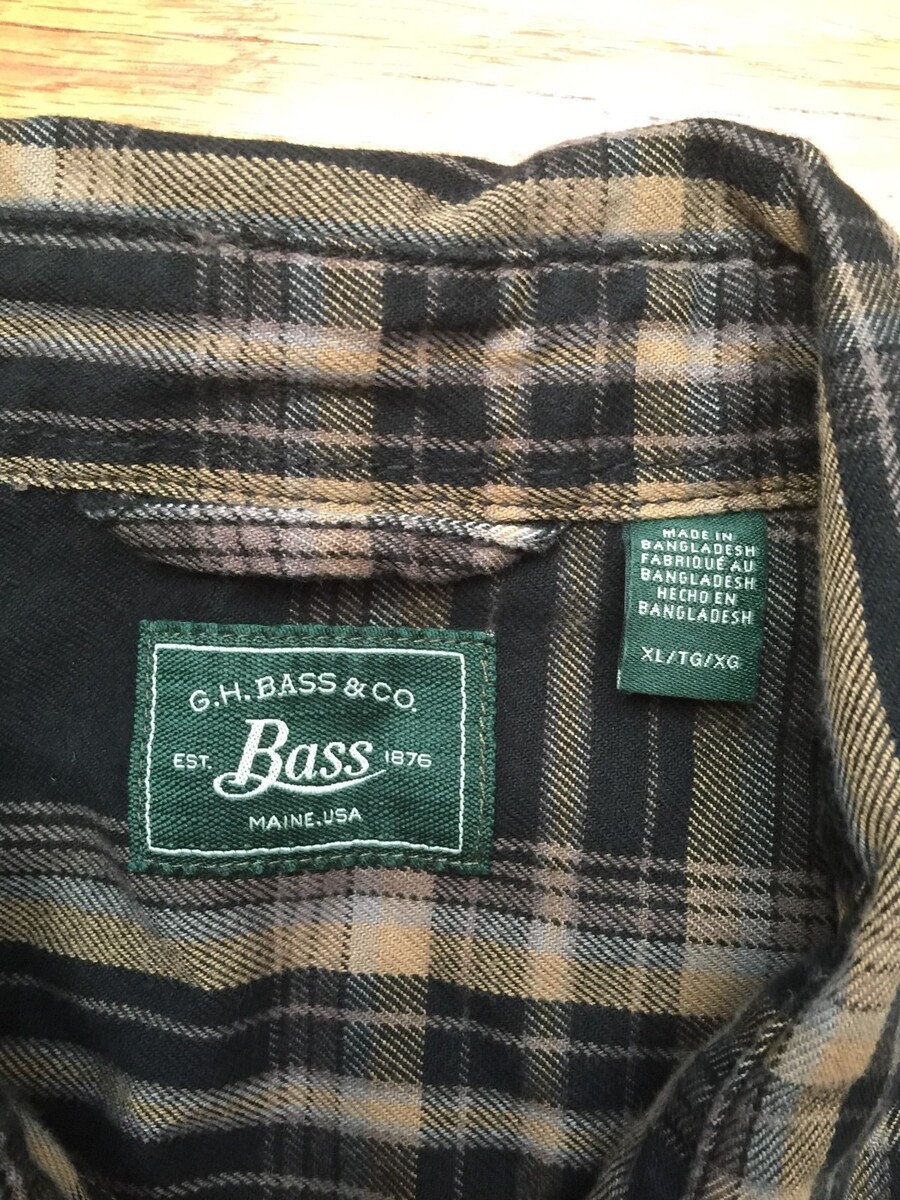 G.H. BASS & CO.
EST. Bass 1876
MAINE. USA
MADE IN
BANGLADESH
FABRIQUÉ AU
BANGLADESH
HECHO EN
BANGLADESH
XL/TG/XG